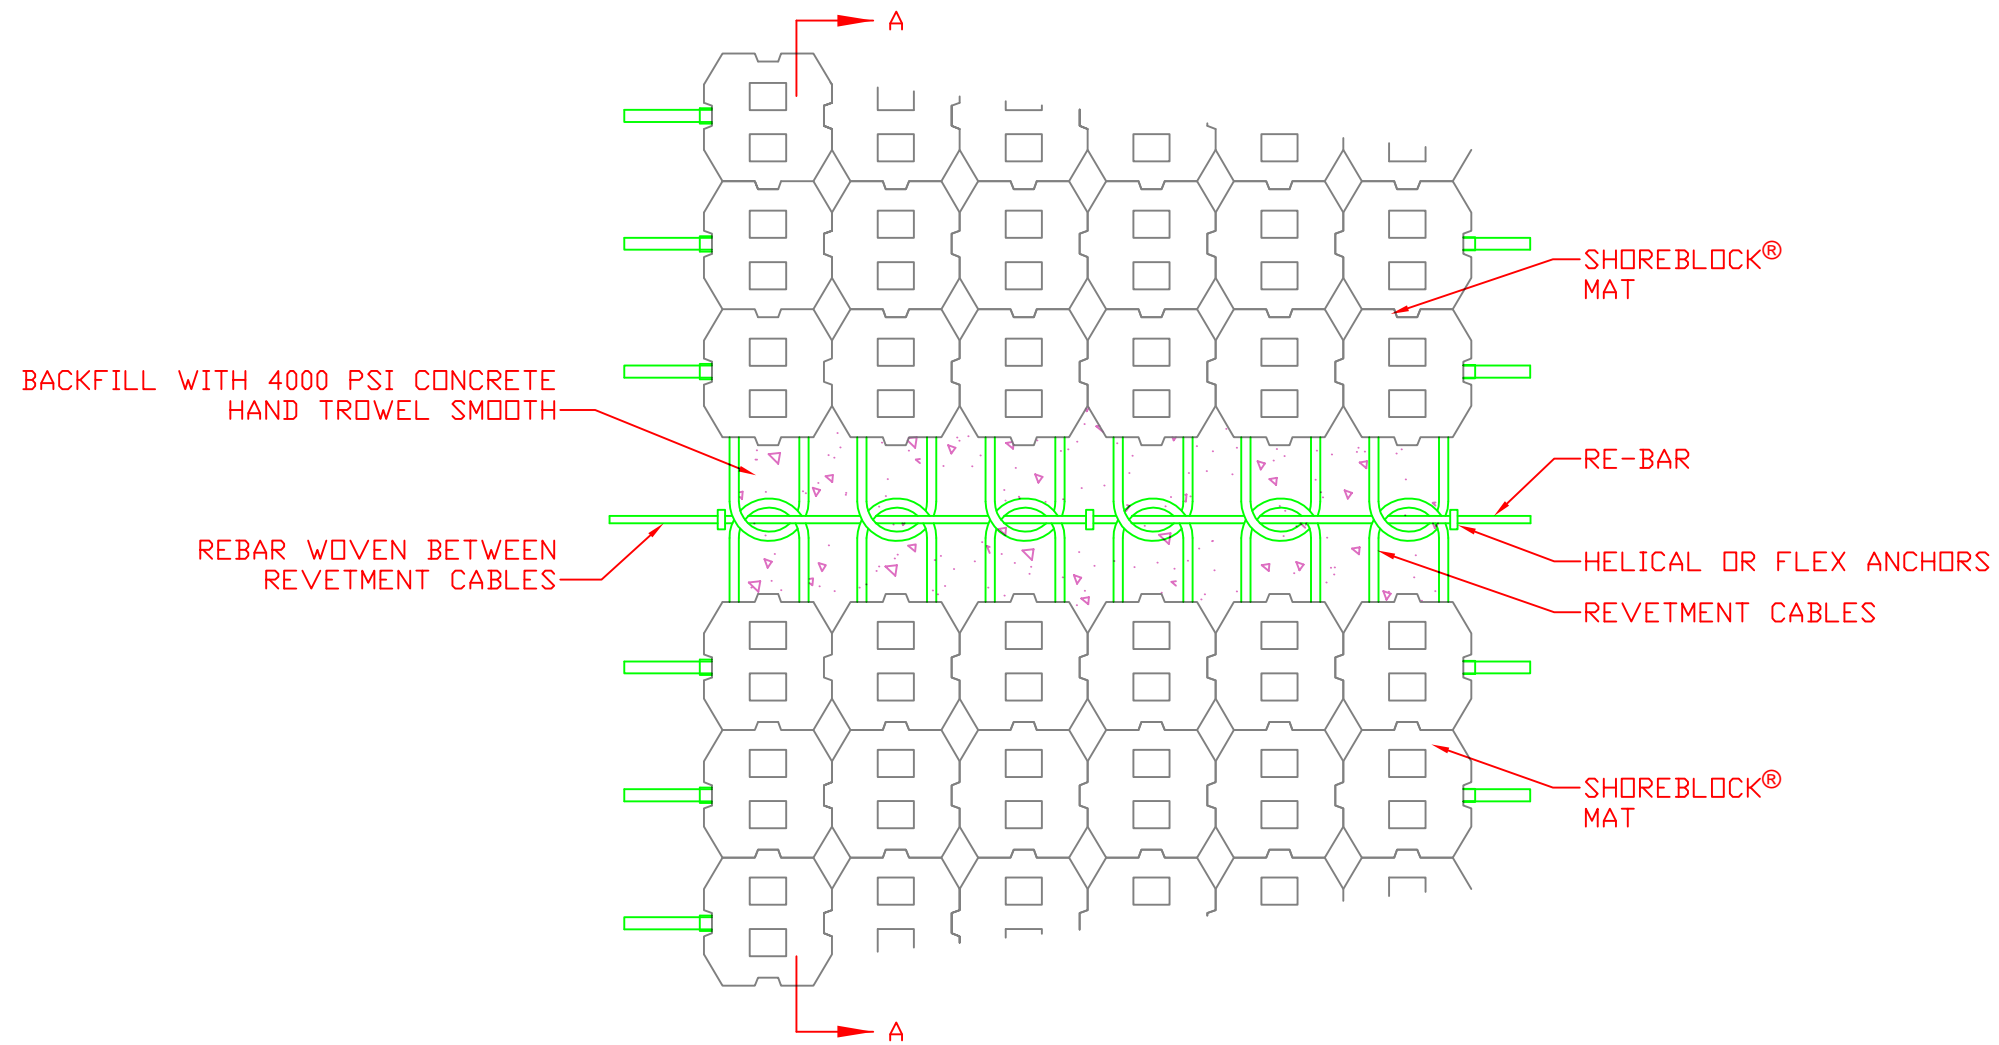 A
SHOREBLOCK®
MAT
BACKFILL WITH 4000 PSI CONCRETE
HAND TROWEL SMOOTH
RE-BAR
REBAR WOVEN BETWEEN
REVETMENT CABLES
HELICAL OR FLEX ANCHORS
REVETMENT CABLES
SHOREBLOCK®
MAT
A